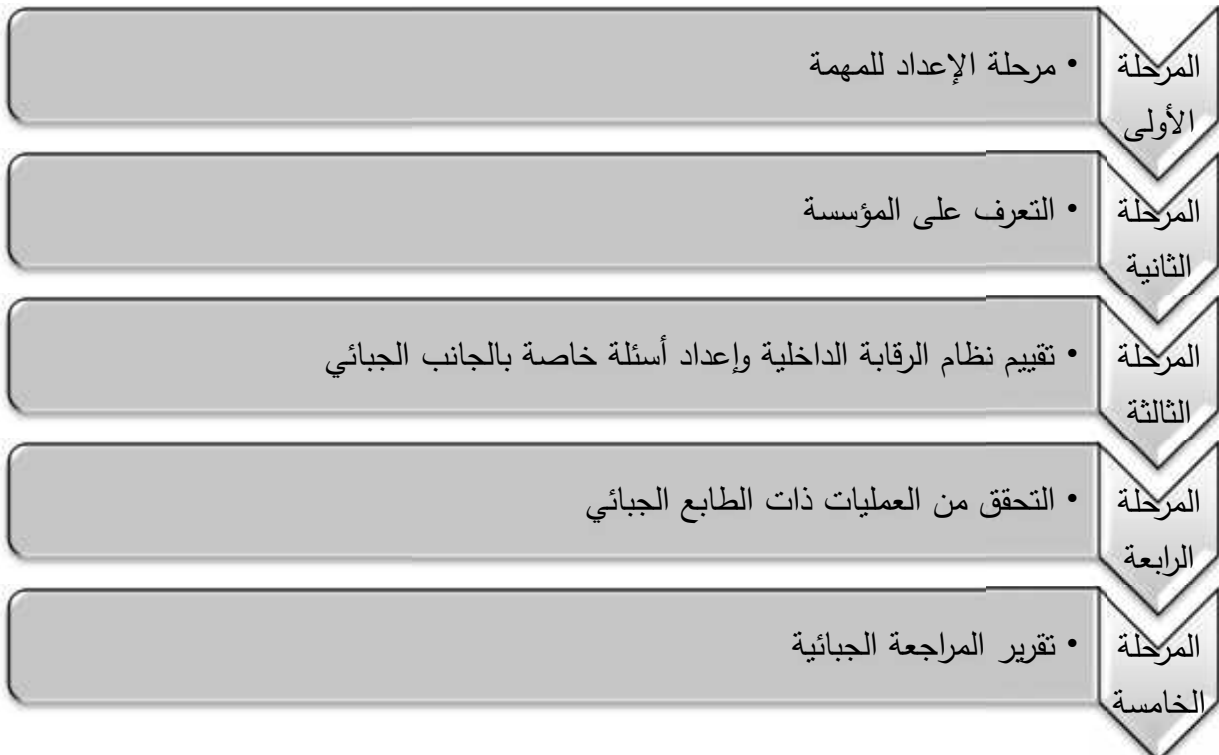 المرحلة
الأولى
• مرحلة الإعداد للمهمة
المرحلة
الثانية
• التعرف على المؤسسة
المرحلة
الثالثة
• تقييم نظام الرقابة الداخلية وإعداد أسئلة خاصة بالجانب الجبائي
المرحلة
الرابعة
• التحقق من العمليات ذات الطابع الجبائي
المرحلة
الخامسة
• تقرير المراجعة الجبائية